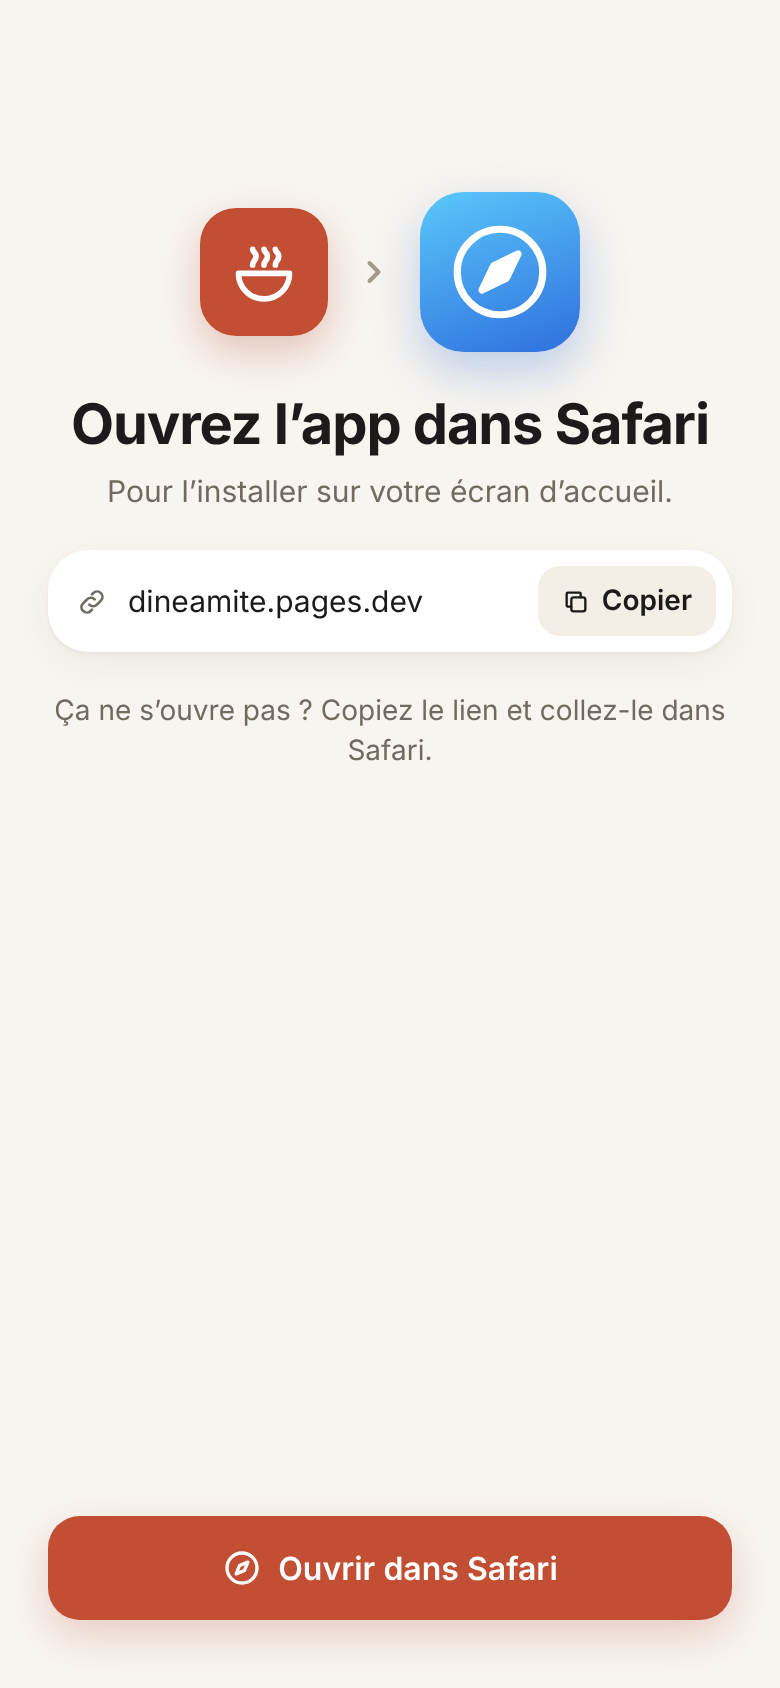 Ouvrez l’app dans Safari
Pour l’installer sur votre écran d’accueil.
dineamite.pages.dev
Copier
Ça ne s’ouvre pas ? Copiez le lien et collez-le dans
Safari.
Ouvrir dans Safari